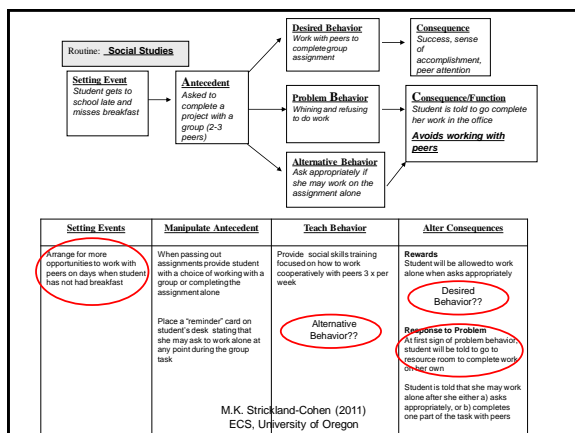 Routine: Social Studies
Desired Behavior
Work with peers to
complete group
assignment
Consequence
Success, sense
of
accomplishment,
peer attention
Setting Event
Student gets to
school late and
misses breakfast
Antecedent
Asked to
complete a
project with a
group (2-3
peers)
Problem Behavior
Whining and refusing
to do work
Consequence/Function
Student is told to go complete
her work in the office
Avoids working with
peers
Alternative Behavior
Ask appropriately if
she may work on the
assignment alone
Setting Events
Arrange for more
opportunities to work with
peers on days when student
has not had breakfast
Manipulate Antecedent
When passing out
assignments provide student
with a choice of working with a
group or completing the
assignment alone
Place a “reminder” card on
student’s desk stating that
she may ask to work alone at
any point during the group
task
Teach Behavior
Provide social skills training
focused on how to work
cooperatively with peers 3 x per
week
Alternative
Behavior??
Alter Consequences
Rewards
Student will be allowed to work
alone when asks appropriately
Desired
Behavior??
Response to Problem
At first sign of problem behavior,
student will be told to go to
resource room to complete work
on her own
Student is told that she may work
alone after she either a) asks
appropriately, or b) completes
one part of the task with peers
M.K. Strickland-Cohen (2011)
ECS, University of Oregon